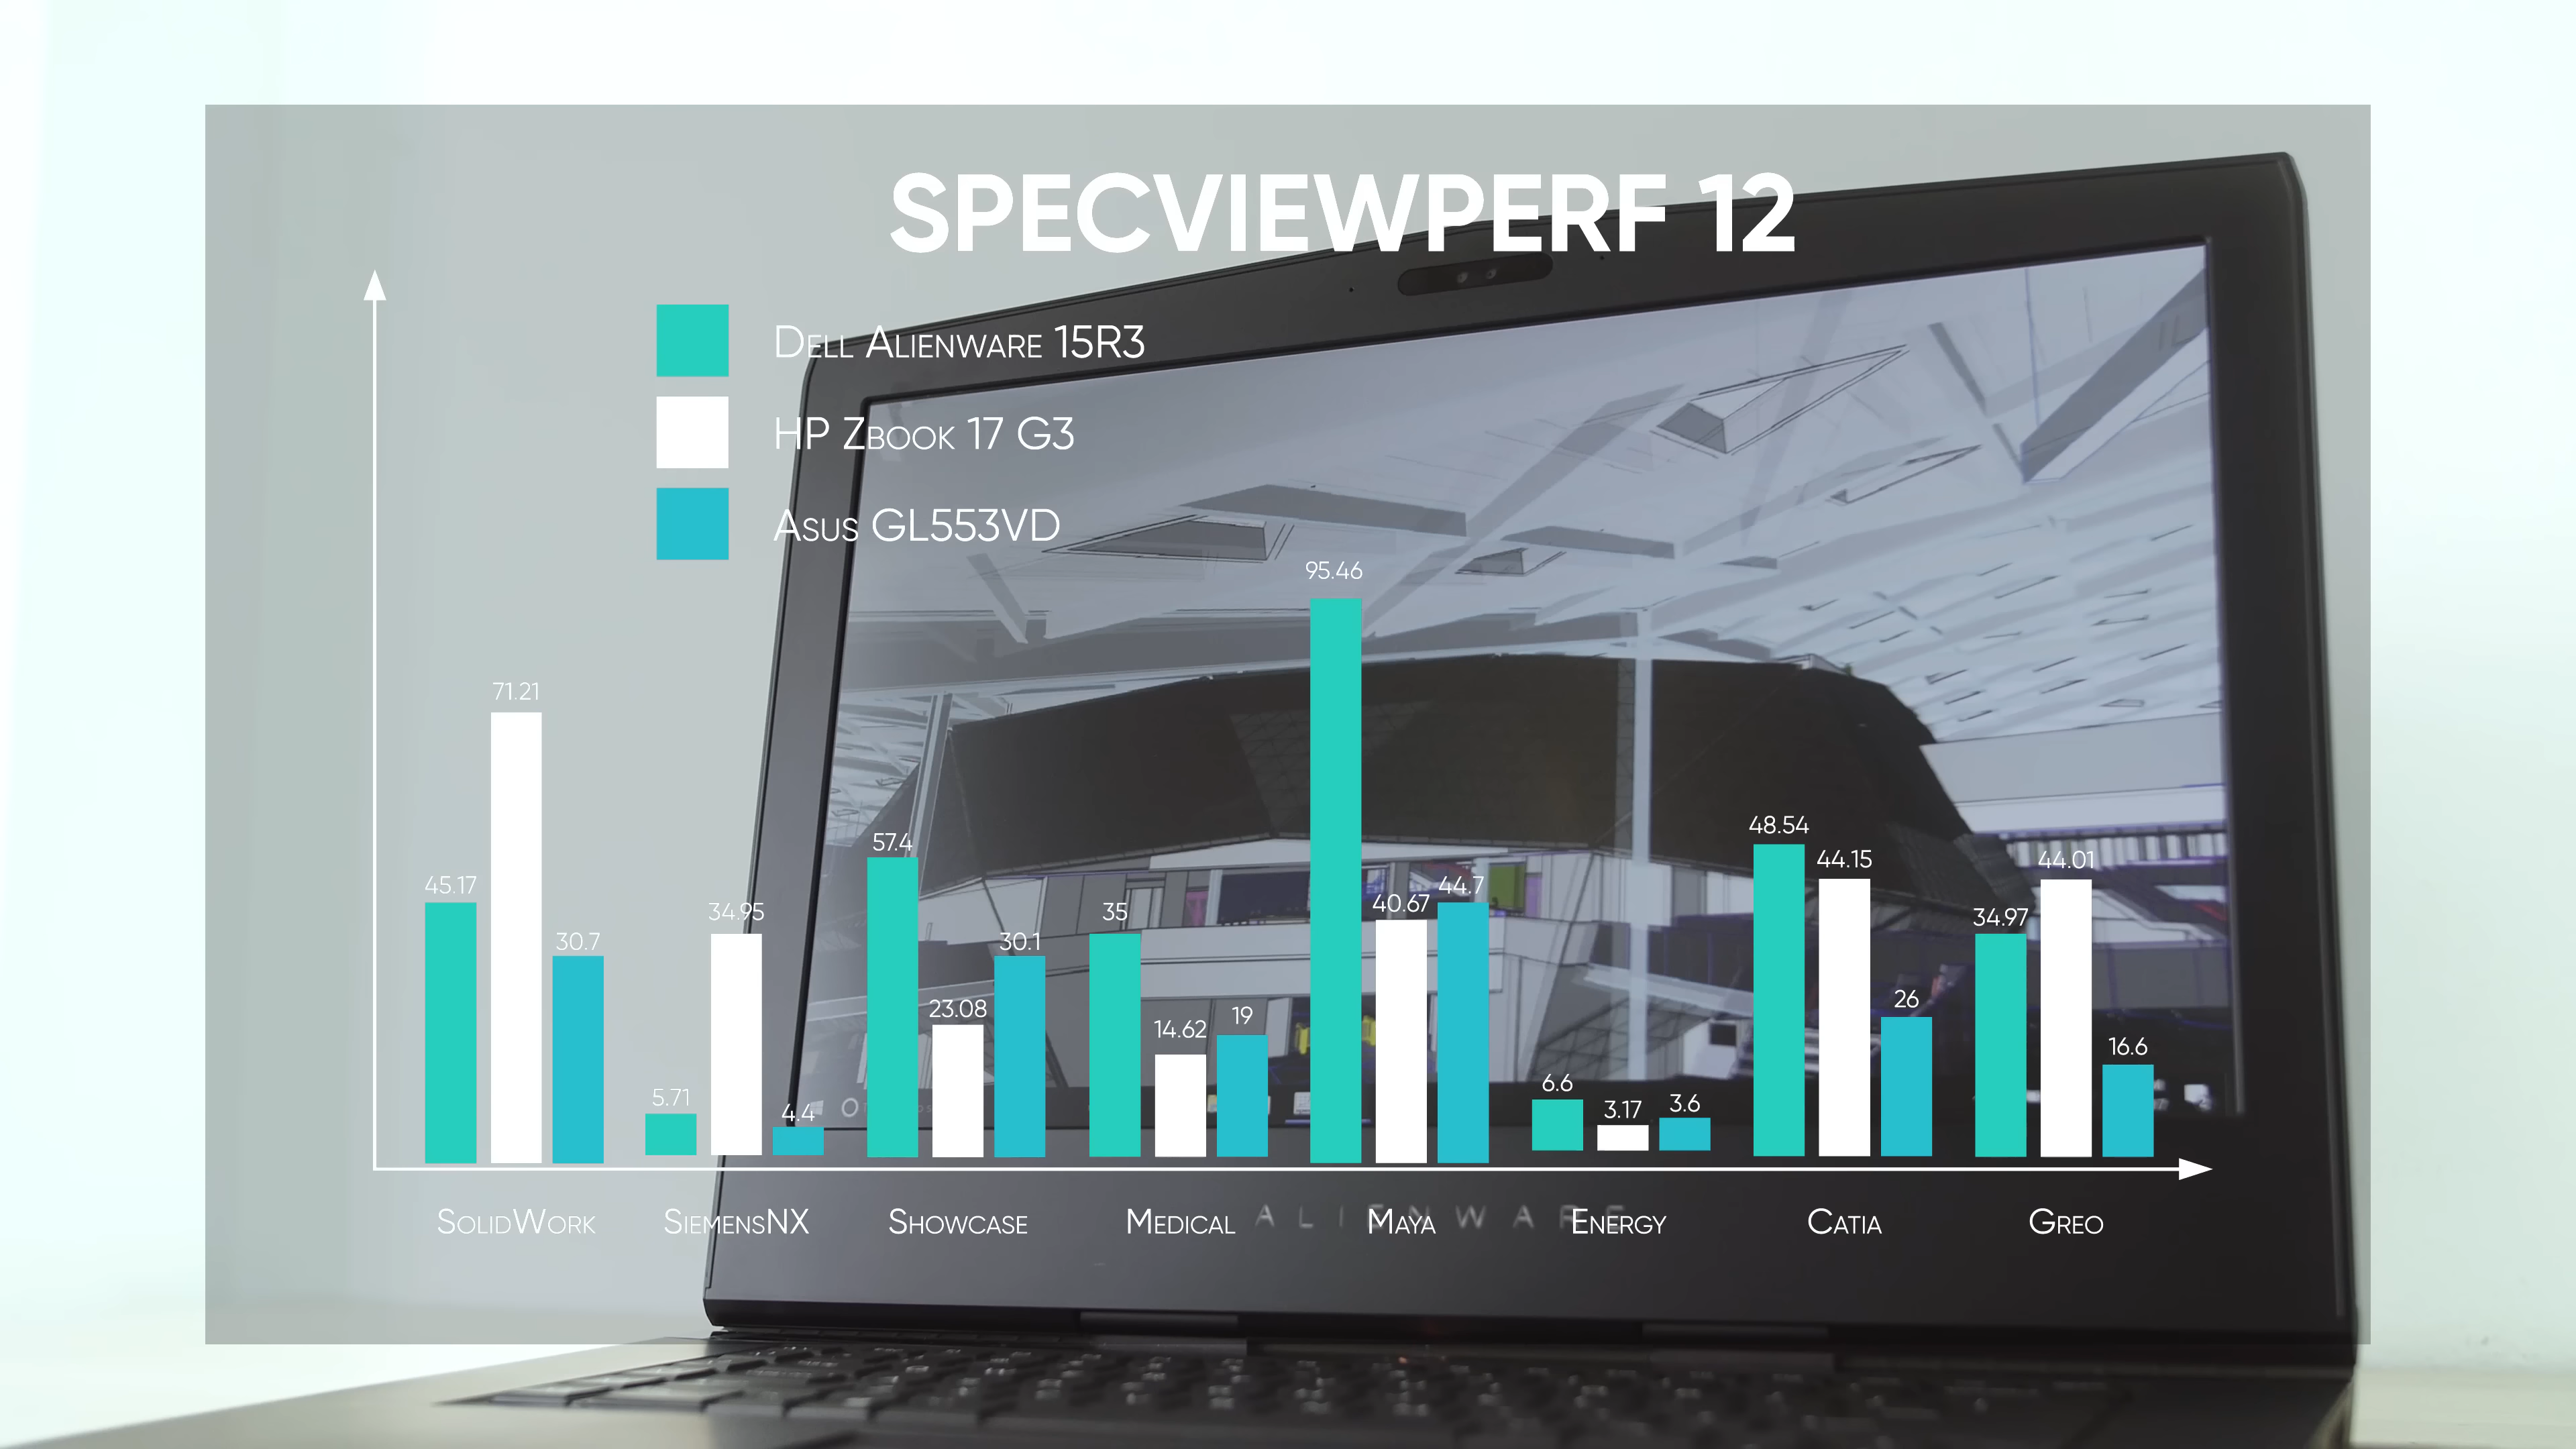 SPECVIEWPERF 12
Dell Alienware 15R3
HP Zbook 17 G3
Asus GL553VD
45.17 71.21 30.7
5.71 34.95 4.4
57.4 23.08 30.1
35 14.62 19
95.46 40.67 44.7
6.6 3.17 3.6
48.54 44.15 26
34.97 44.01 16.6
SolidWork SiemensNX Showcase Medical Maya Energy Catia Greo
ALIENWARE